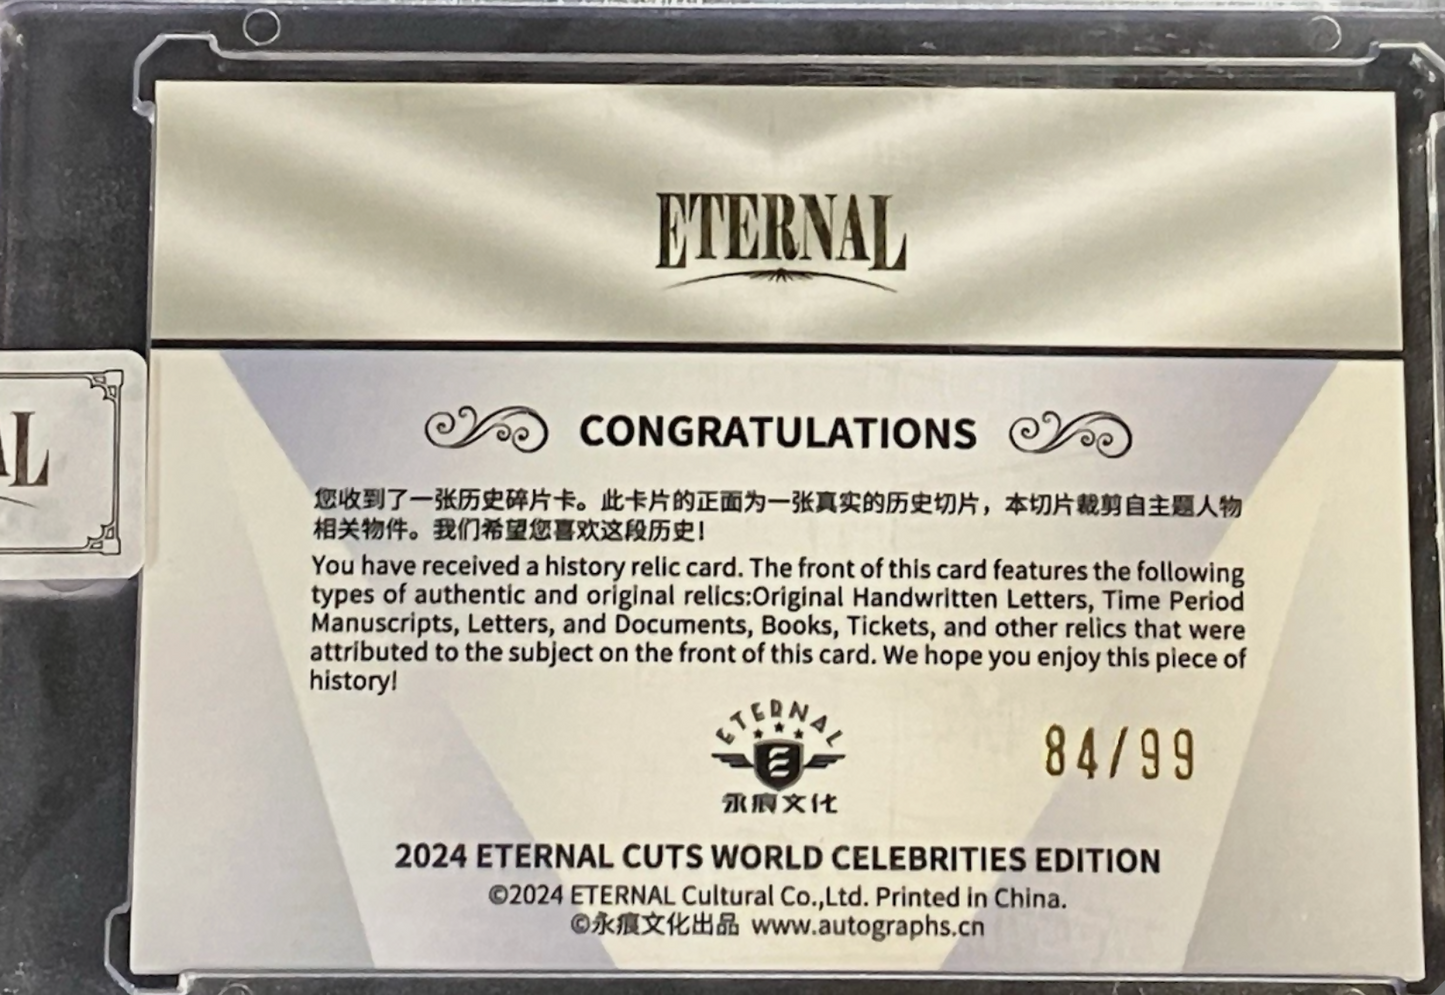 ETERNAL
AL
CONGRATULATIONS
您收到了一张历史碎片卡。此卡片的正面为一张真实的历史切片，本切片裁剪自主题人物
相关物件。我们希望您喜欢这段历史！
You have received a history relic card. The front of this card features the following
types of authentic and original relics:Original Handwritten Letters, Time Period
Manuscripts, Letters, and Documents, Books, Tickets, and other relics that were
attributed to the subject on the front of this card. We hope you enjoy this piece of
history!
ETERNAL
永痕文化
84/99
2024 ETERNAL CUTS WORLD CELEBRITIES EDITION
©2024 ETERNAL Cultural Co.,Ltd. Printed in China.
©永痕文化出品 www.autographs.cn